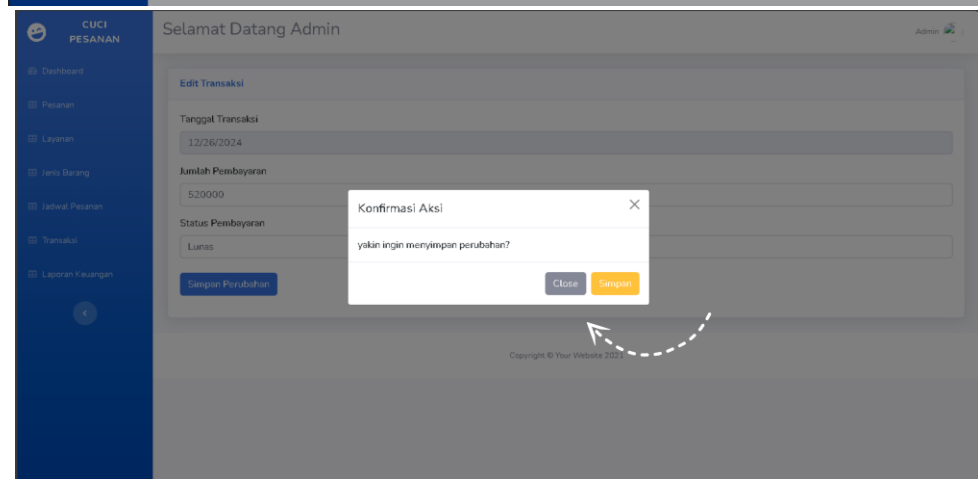 CUCI
PESANAN
Selamat Datang Admin
Admin
Dashboard
Pesanan
Layanan
Jenis Barang
Jadwal Pesanan
Transaksi
Laporan Keuangan
Edit Transaksi
Tanggal Transaksi
12/26/2024
Jumlah Pembayaran
520000
Status Pembayaran
Lunas
Simpan Perubahan
Konfirmasi Aksi
yakin ingin menyimpan perubahan?
Close
Simpan
Copyright © Your Website 2021